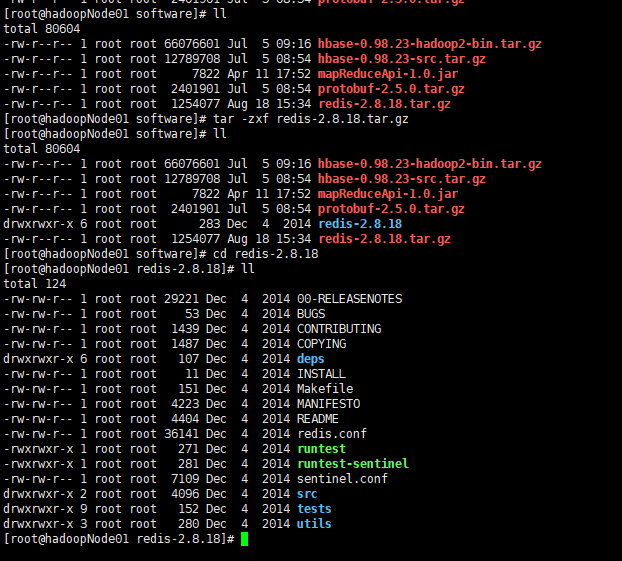 -rw-r--r-- 1 root root  2401901 Jul  5 08:54 protobuf-2.5.0.tar.gz
[root@hadoopNode01 software]# ll
total 80604
-rw-r--r-- 1 root root 66076601 Jul  5 09:16 hbase-0.98.23-hadoop2-bin.tar.gz
-rw-r--r-- 1 root root 12789708 Jul  5 08:54 hbase-0.98.23-src.tar.gz
-rw-r--r-- 1 root root     7822 Apr 11 17:52 mapReduceApi-1.0.jar
-rw-r--r-- 1 root root  2401901 Jul  5 08:54 protobuf-2.5.0.tar.gz
-rw-r--r-- 1 root root  1254077 Aug 18 15:34 redis-2.8.18.tar.gz
[root@hadoopNode01 software]# tar -zxf redis-2.8.18.tar.gz
[root@hadoopNode01 software]# ll
total 80604
-rw-r--r-- 1 root root 66076601 Jul  5 09:16 hbase-0.98.23-hadoop2-bin.tar.gz
-rw-r--r-- 1 root root 12789708 Jul  5 08:54 hbase-0.98.23-src.tar.gz
-rw-r--r-- 1 root root     7822 Apr 11 17:52 mapReduceApi-1.0.jar
-rw-r--r-- 1 root root  2401901 Jul  5 08:54 protobuf-2.5.0.tar.gz
drwxrwxr-x 6 root root      283 Dec  4  2014 redis-2.8.18
-rw-r--r-- 1 root root  1254077 Aug 18 15:34 redis-2.8.18.tar.gz
[root@hadoopNode01 software]# cd redis-2.8.18
[root@hadoopNode01 redis-2.8.18]# ll
total 124
-rw-rw-r-- 1 root root 29221 Dec  4  2014 00-RELEASENOTES
-rw-rw-r-- 1 root root    53 Dec  4  2014 BUGS
-rw-rw-r-- 1 root root  1439 Dec  4  2014 CONTRIBUTING
-rw-rw-r-- 1 root root  1487 Dec  4  2014 COPYING
drwxrwxr-x 6 root root   107 Dec  4  2014 deps
-rw-rw-r-- 1 root root    11 Dec  4  2014 INSTALL
-rw-rw-r-- 1 root root   151 Dec  4  2014 Makefile
-rw-rw-r-- 1 root root  4223 Dec  4  2014 MANIFESTO
-rw-rw-r-- 1 root root  4404 Dec  4  2014 README
-rw-rw-r-- 1 root root 36141 Dec  4  2014 redis.conf
-rwxrwxr-x 1 root root   271 Dec  4  2014 runtest
-rwxrwxr-x 1 root root   281 Dec  4  2014 runtest-sentinel
-rw-rw-r-- 1 root root  7109 Dec  4  2014 sentinel.conf
drwxrwxr-x 2 root root  4096 Dec  4  2014 src
drwxrwxr-x 9 root root   152 Dec  4  2014 tests
drwxrwxr-x 3 root root   280 Dec  4  2014 utils
[root@hadoopNode01 redis-2.8.18]#